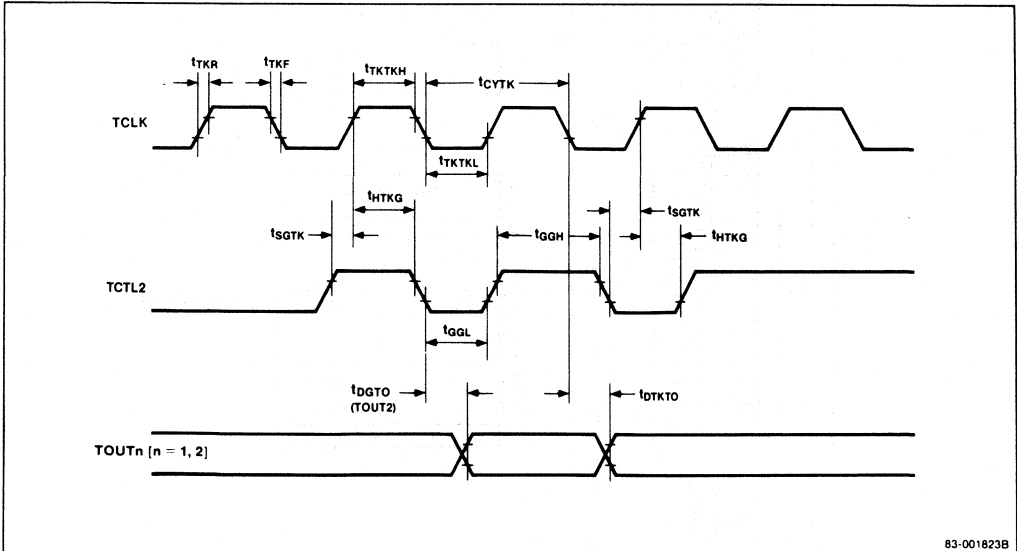 tTKR
tTKF
tTKTKH
tCYTK
TCLK
tTKTKL
tHTKG
tSGTK
tSGTK
tGGH
tHTKG
TCTL2
tGGL
tDGTO
(TOUT2)
tDTKTO
TOUTn [n = 1, 2]
83-001823B